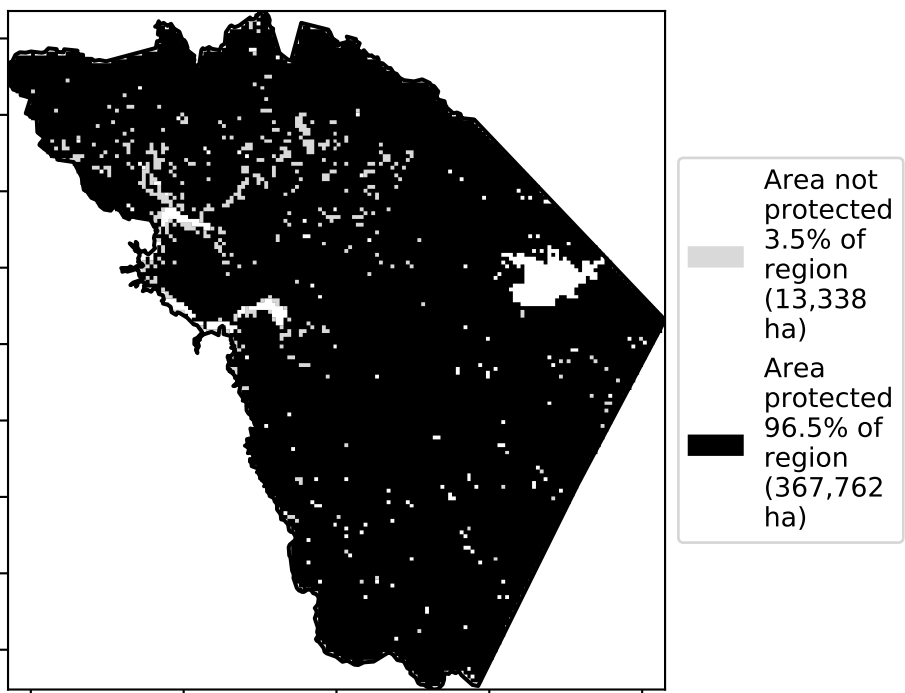 Area not
protected
3.5% of
region
(13,338
ha)
Area
protected
96.5% of
region
(367,762
ha)